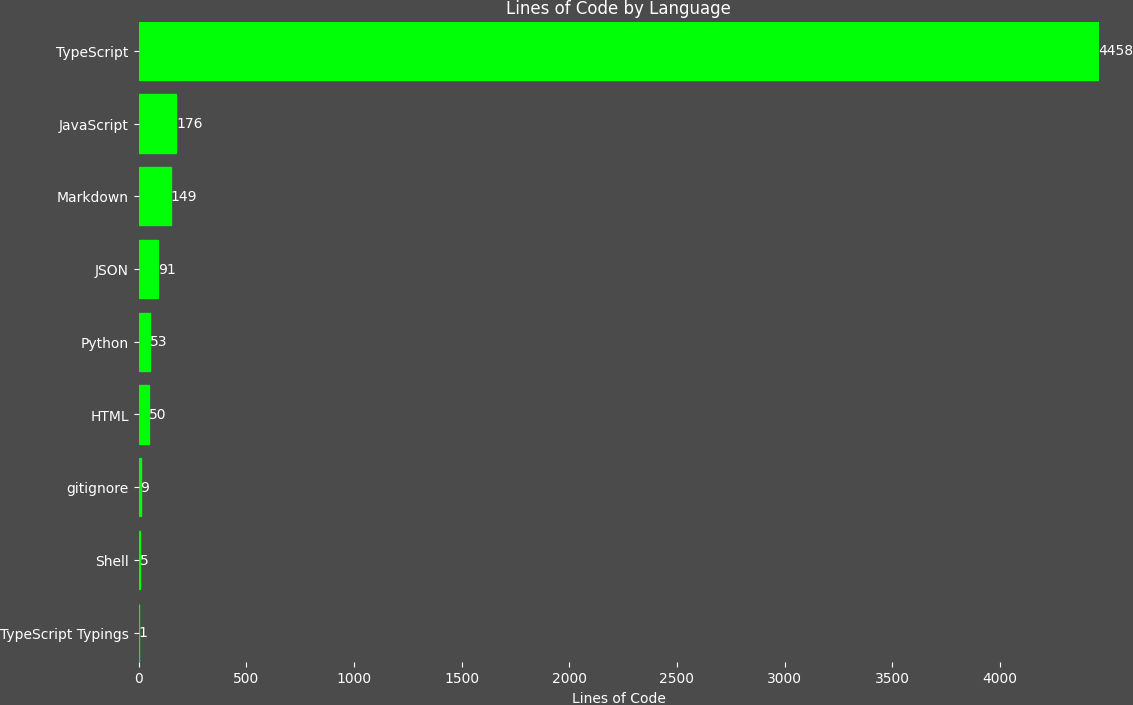 Lines of Code by Language
TypeScript 4458
JavaScript 176
Markdown 149
JSON 91
Python 53
HTML 50
gitignore 9
Shell 5
TypeScript Typings 1
0 500 1000 1500 2000 2500 3000 3500 4000
Lines of Code